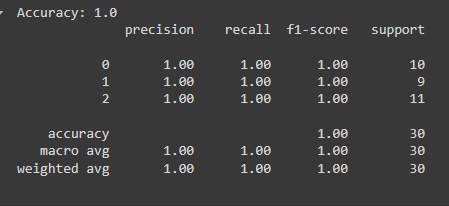 Accuracy: 1.0
precision recall f1-score support
0 1.00 1.00 1.00 10
1 1.00 1.00 1.00 9
2 1.00 1.00 1.00 11
accuracy 1.00 30
macro avg 1.00 1.00 1.00 30
weighted avg 1.00 1.00 1.00 30